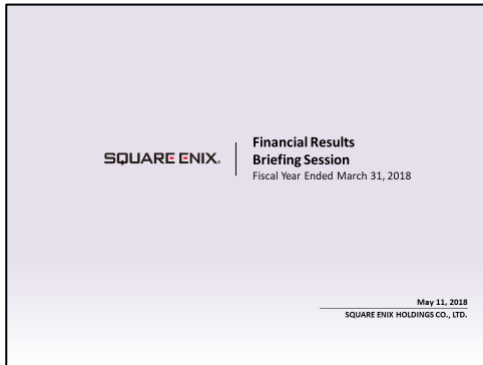 SQUARE ENIX.
Financial Results
Briefing Session
Fiscal Year Ended March 31, 2018
May 11, 2018
SQUARE ENIX HOLDINGS CO., LTD.